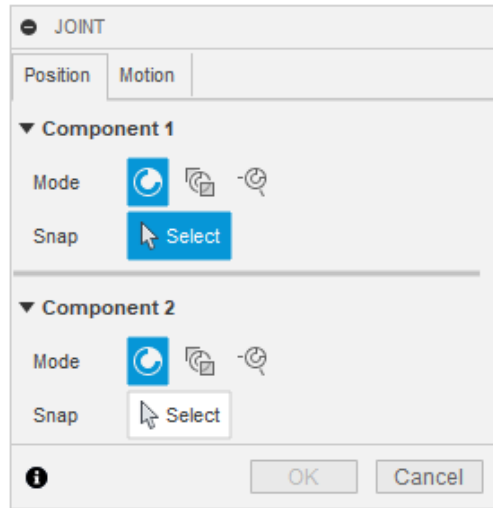 JOINT
Position Motion
Component 1
Mode
Snap Select
Component 2
Mode
Snap Select
OK Cancel